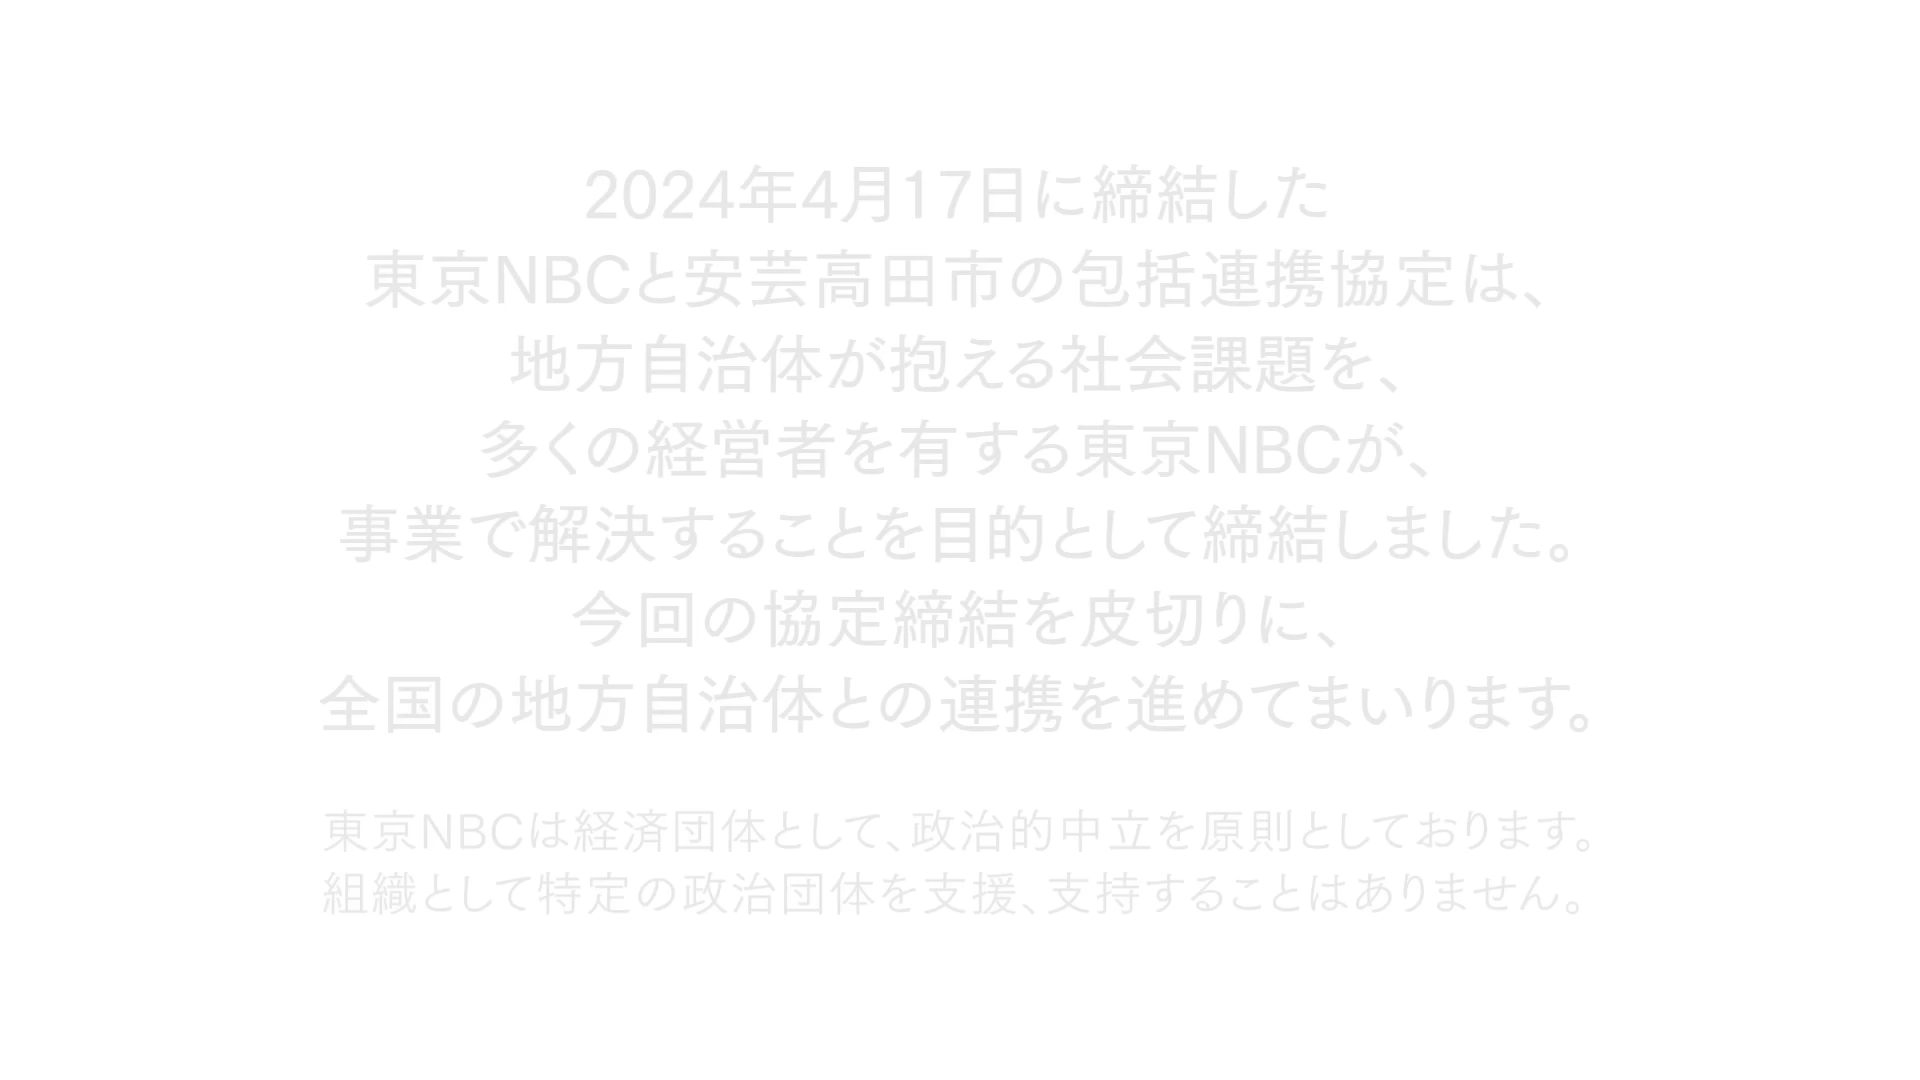 2024年4月17日に締結した
東京NBCと安芸高田市の包括連携協定は、
地方自治体が抱える社会課題を、
多くの経営者を有する東京NBCが、
事業で解決することを目的として締結しました。
今回の協定締結を皮切りに、
全国の地方自治体との連携を進めてまいります。
東京NBCは経済団体として、政治的中立を原則としております。
組織として特定の政治団体を支援、支持することはありません。